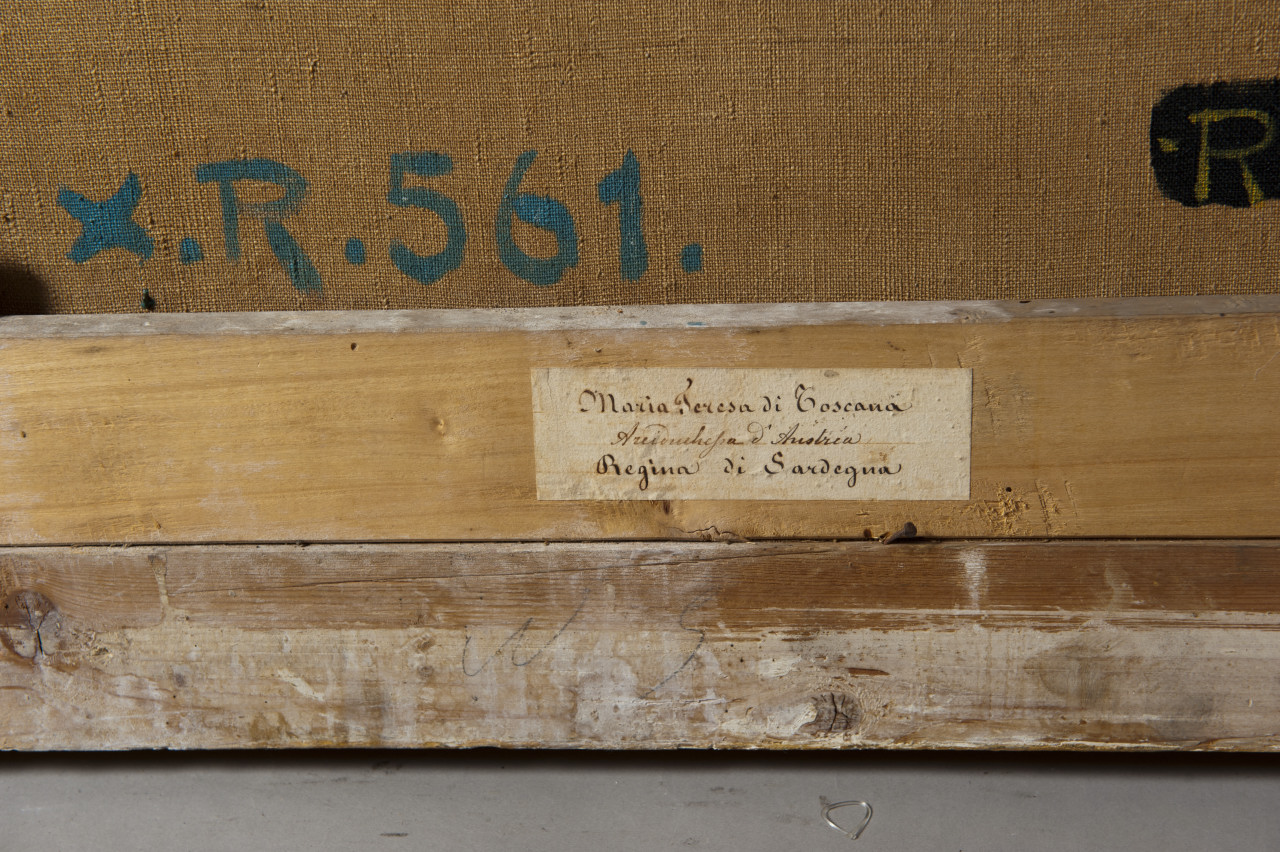 x.R.561.
.R
Maria Teresa di Toscana
Arciduchessa d'Austria
Regina di Sardegna